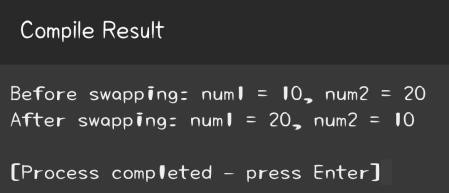 Compile Result
Before swapping: num1 = 10, num2 = 20
After swapping: num1 = 20, num2 = 10
[Process completed - press Enter]